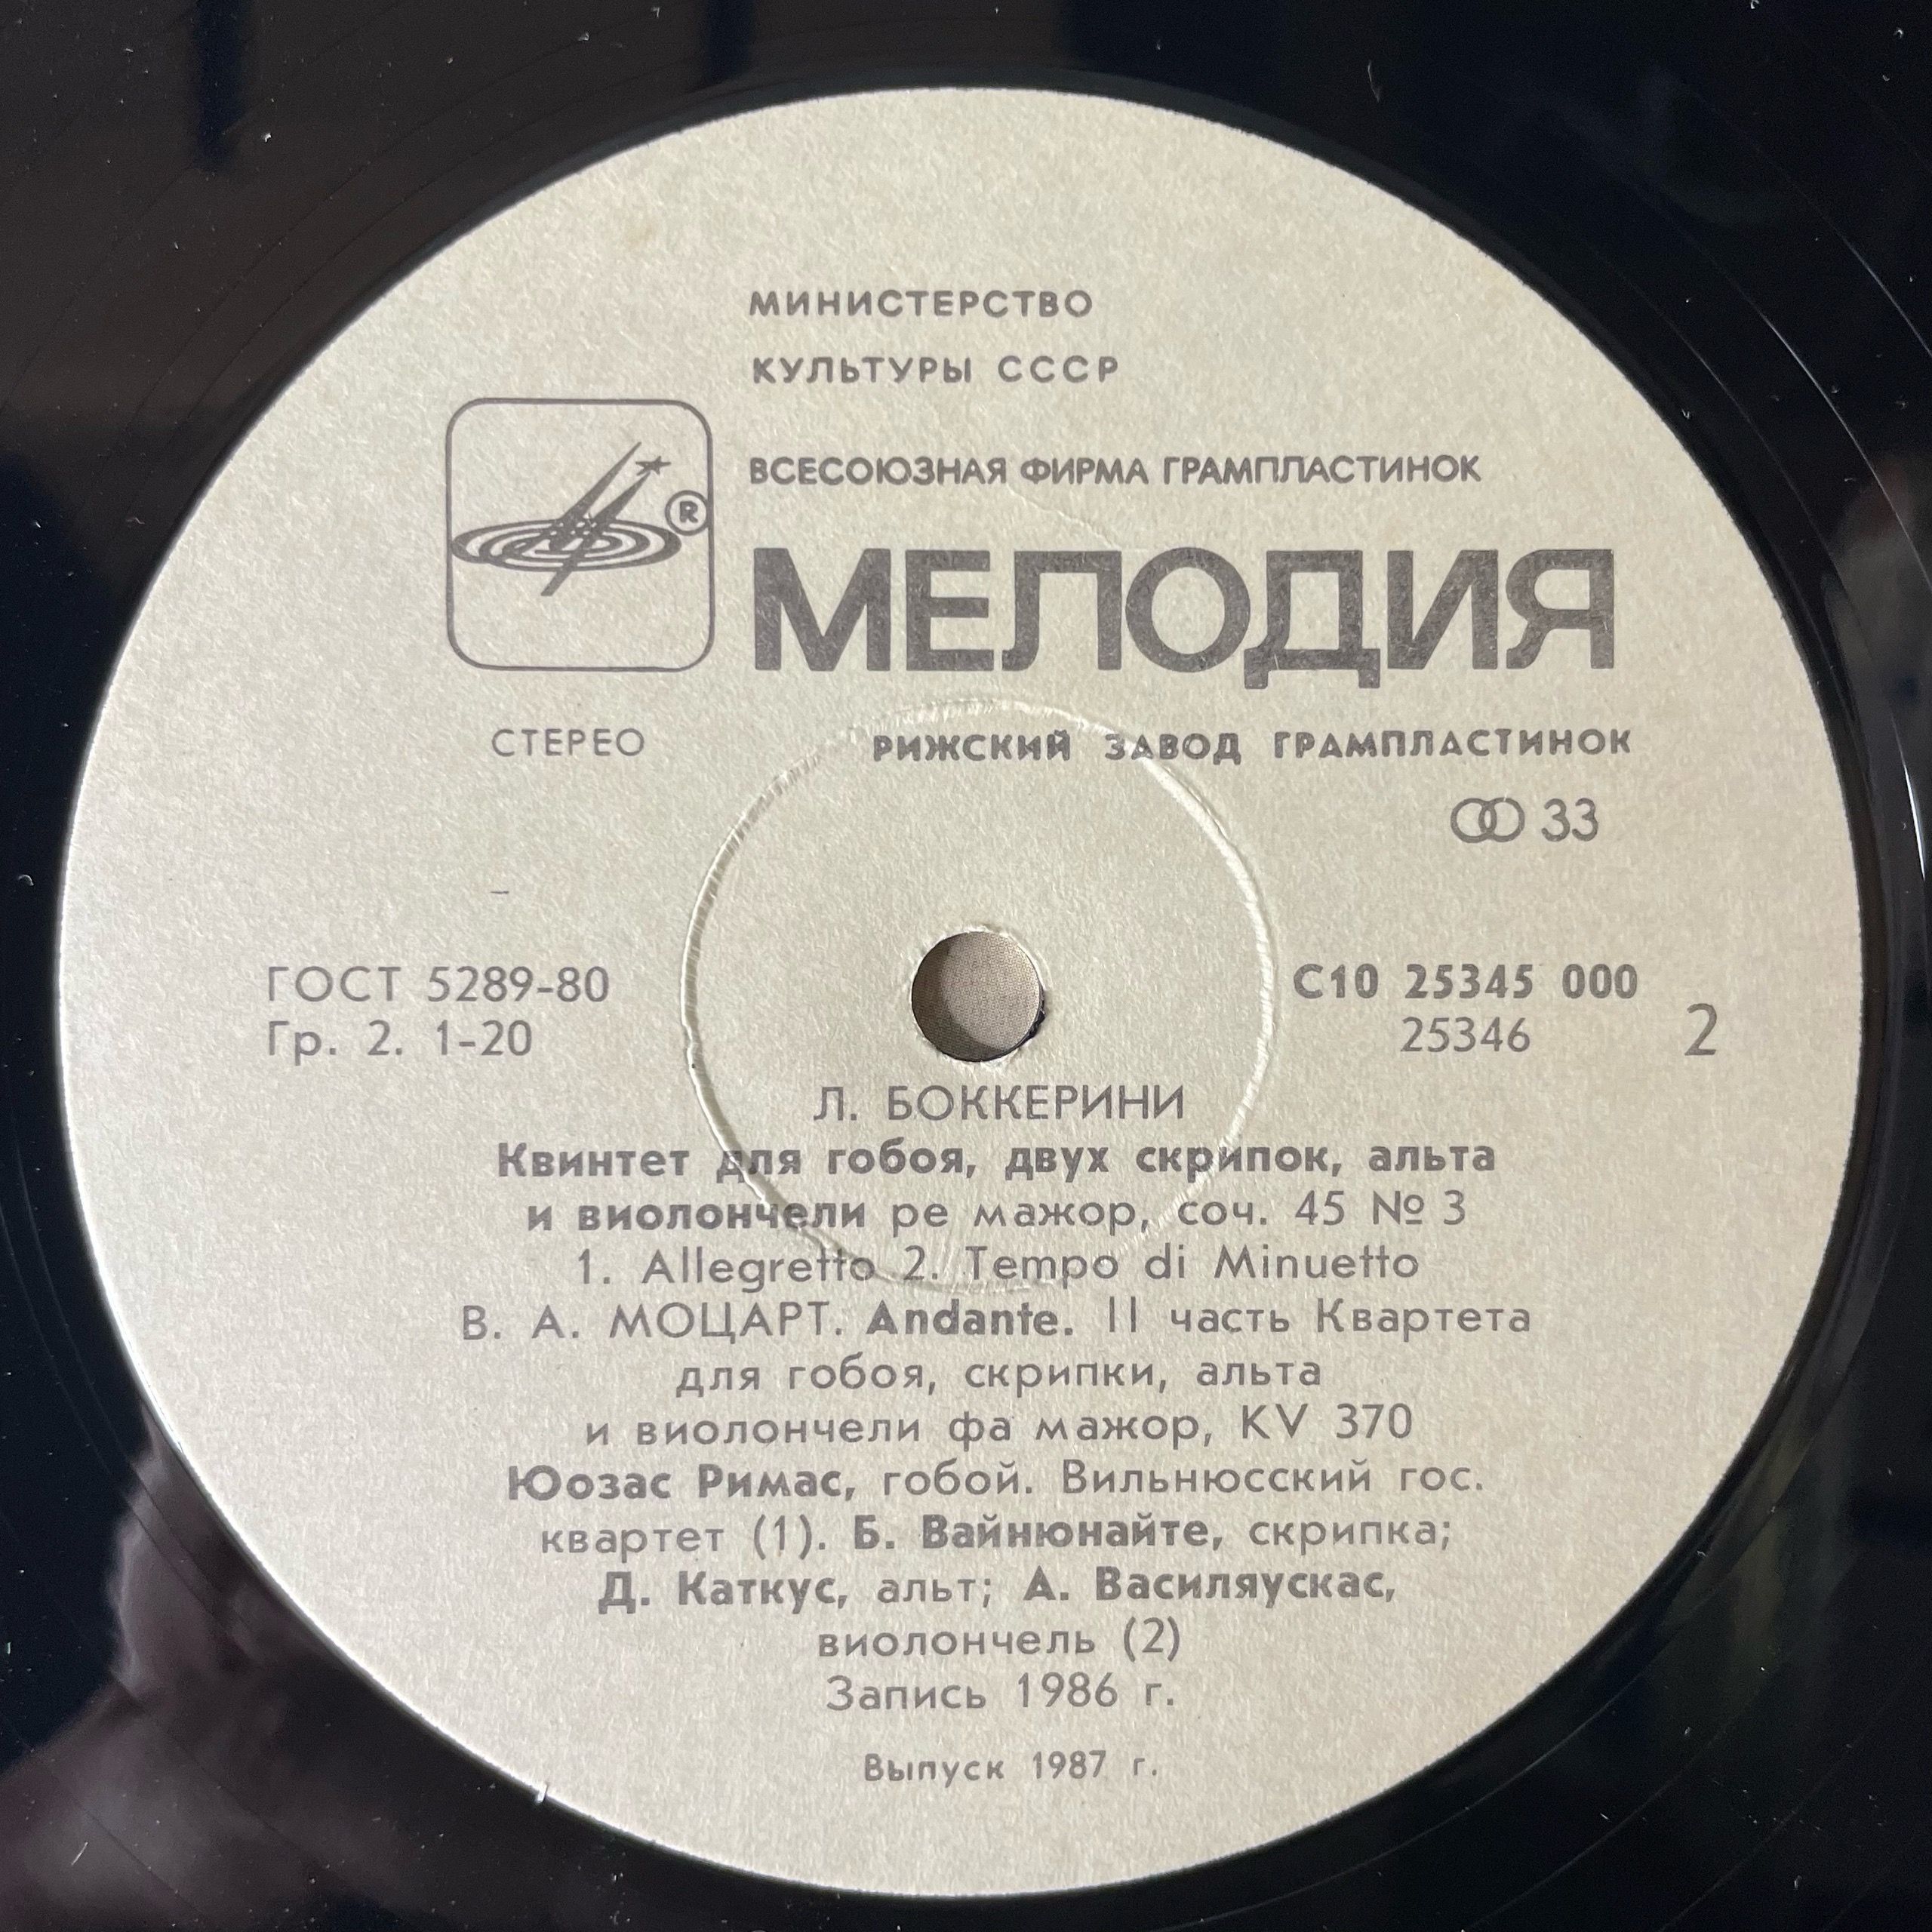 МИНИСТЕРСТВО
КУЛЬТУРЫ СССР
ВСЕСОЮЗНАЯ ФИРМА ГРАМПЛАСТИНОК
®
МЕЛОДИЯ
СТЕРЕО
РИЖСКИЙ ЗАВОД ГРАМПЛАСТИНОК
33
ГОСТ 5289-80
Гр. 2. 1-20
С10 25345 000
25346
2
Л. БОККЕРИНИ
Квинтет для гобоя, двух скрипок, альта
и виолончели ре мажор, соч. 45 № 3
1. Allegretto 2. Tempo di Minuetto
В. А. МОЦАРТ. Andante. II часть Квартета
для гобоя, скрипки, альта
и виолончели фа мажор, KV 370
Юозас Римас, гобой. Вильнюсский гос.
квартет (1). Б. Вайнюнайте, скрипка;
Д. Каткус, альт; А. Василяускас,
виолончель (2)
Запись 1986 г.
Выпуск 1987 г.